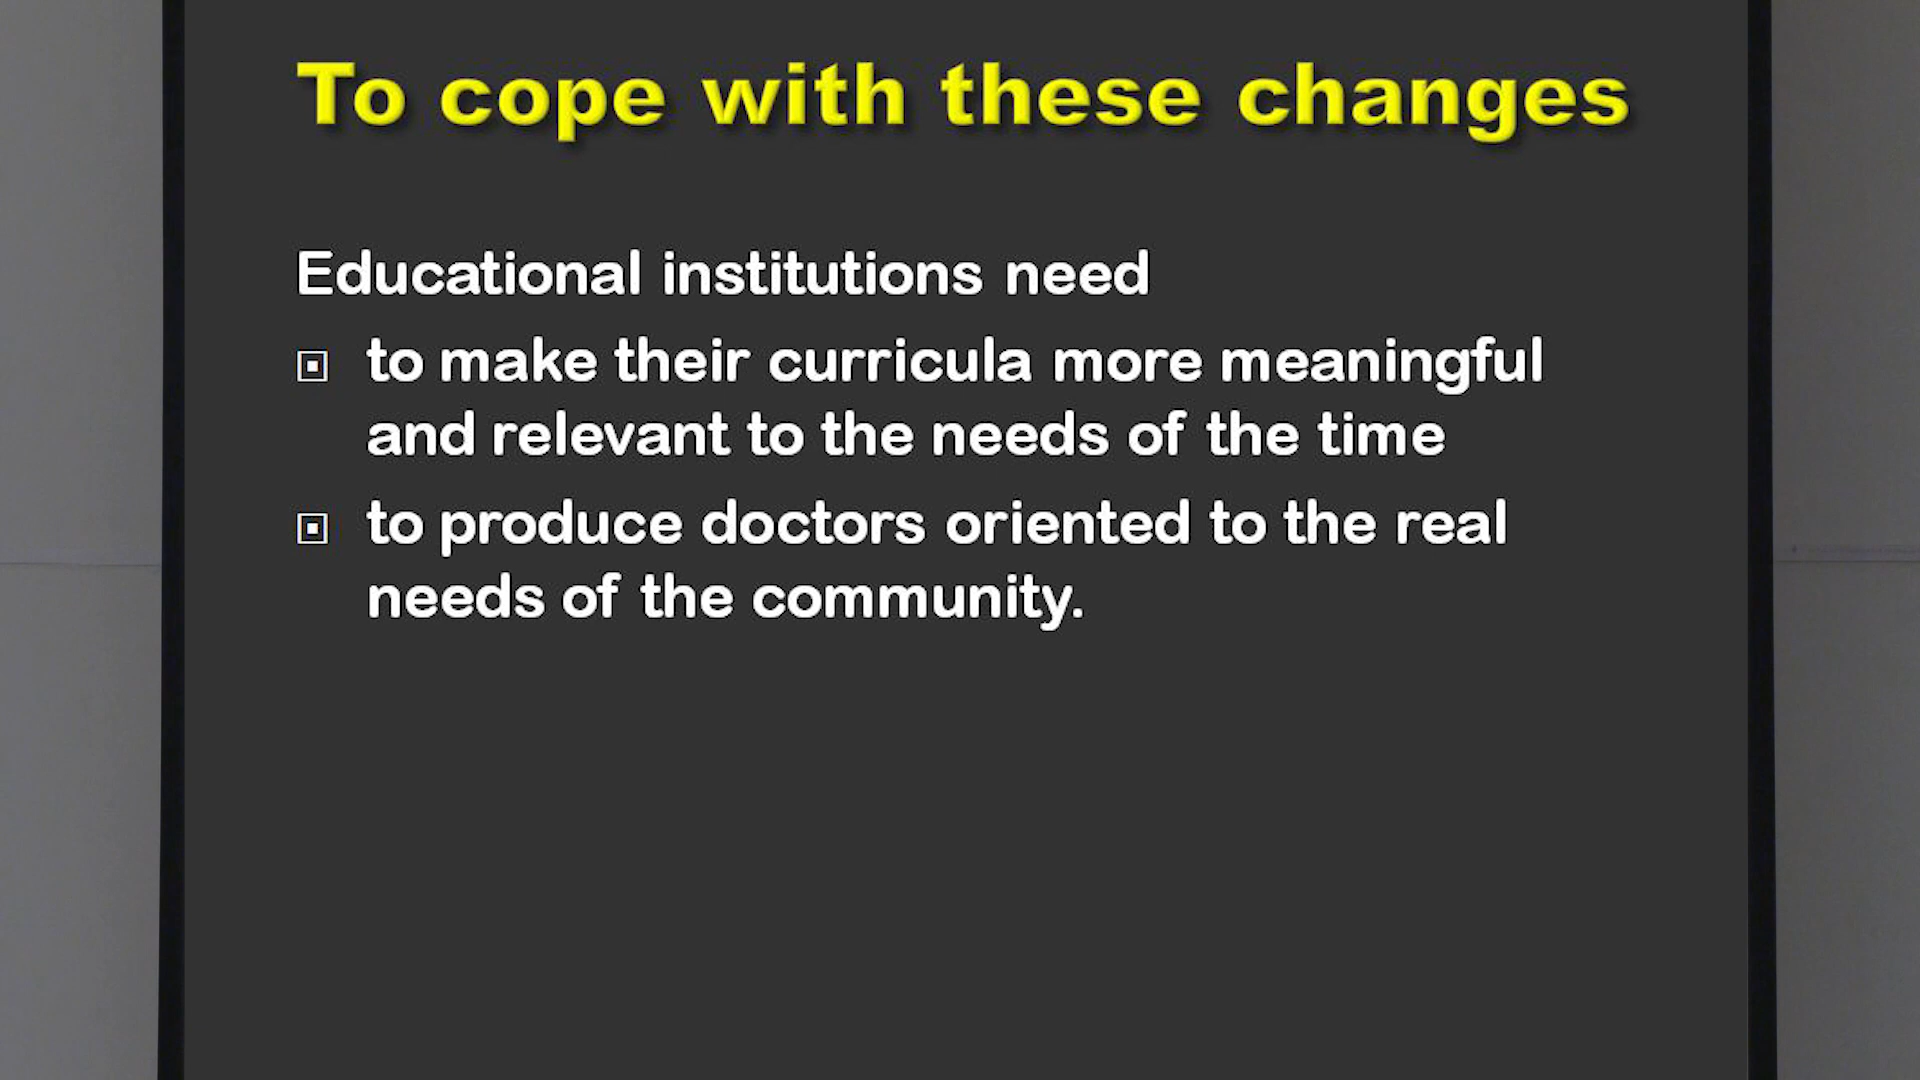 To cope with these changes
Educational institutions need
to make their curricula more meaningful
and relevant to the needs of the time
to produce doctors oriented to the real
needs of the community.